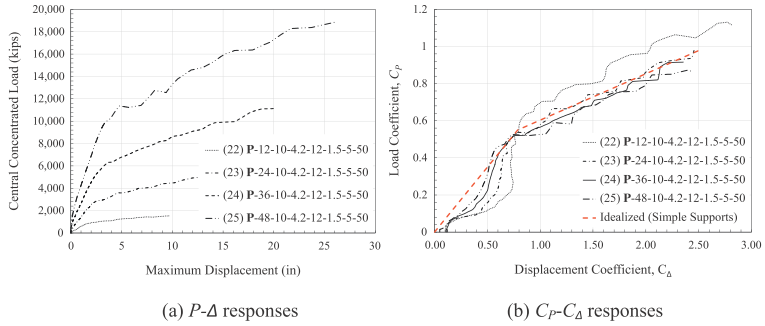 20,000
18,000
16,000
14,000
12,000
10,000
8,000
6,000
4,000
2,000
0
Central Concentrated Load (kips)
(22) P-12-10-4.2-12-1.5-5-50
(23) P-24-10-4.2-12-1.5-5-50
(24) P-36-10-4.2-12-1.5-5-50
(25) P-48-10-4.2-12-1.5-5-50
0 5 10 15 20 25 30
Maximum Displacement (in)
(a) P-Δ responses
1.2
1
0.8
0.6
0.4
0.2
0
Load Coefficient, CP
(22) P-12-10-4.2-12-1.5-5-50
(23) P-24-10-4.2-12-1.5-5-50
(24) P-36-10-4.2-12-1.5-5-50
(25) P-48-10-4.2-12-1.5-5-50
Idealized (Simple Supports)
0.00 0.50 1.00 1.50 2.00 2.50 3.00
Displacement Coefficient, CΔ
(b) CP-CΔ responses